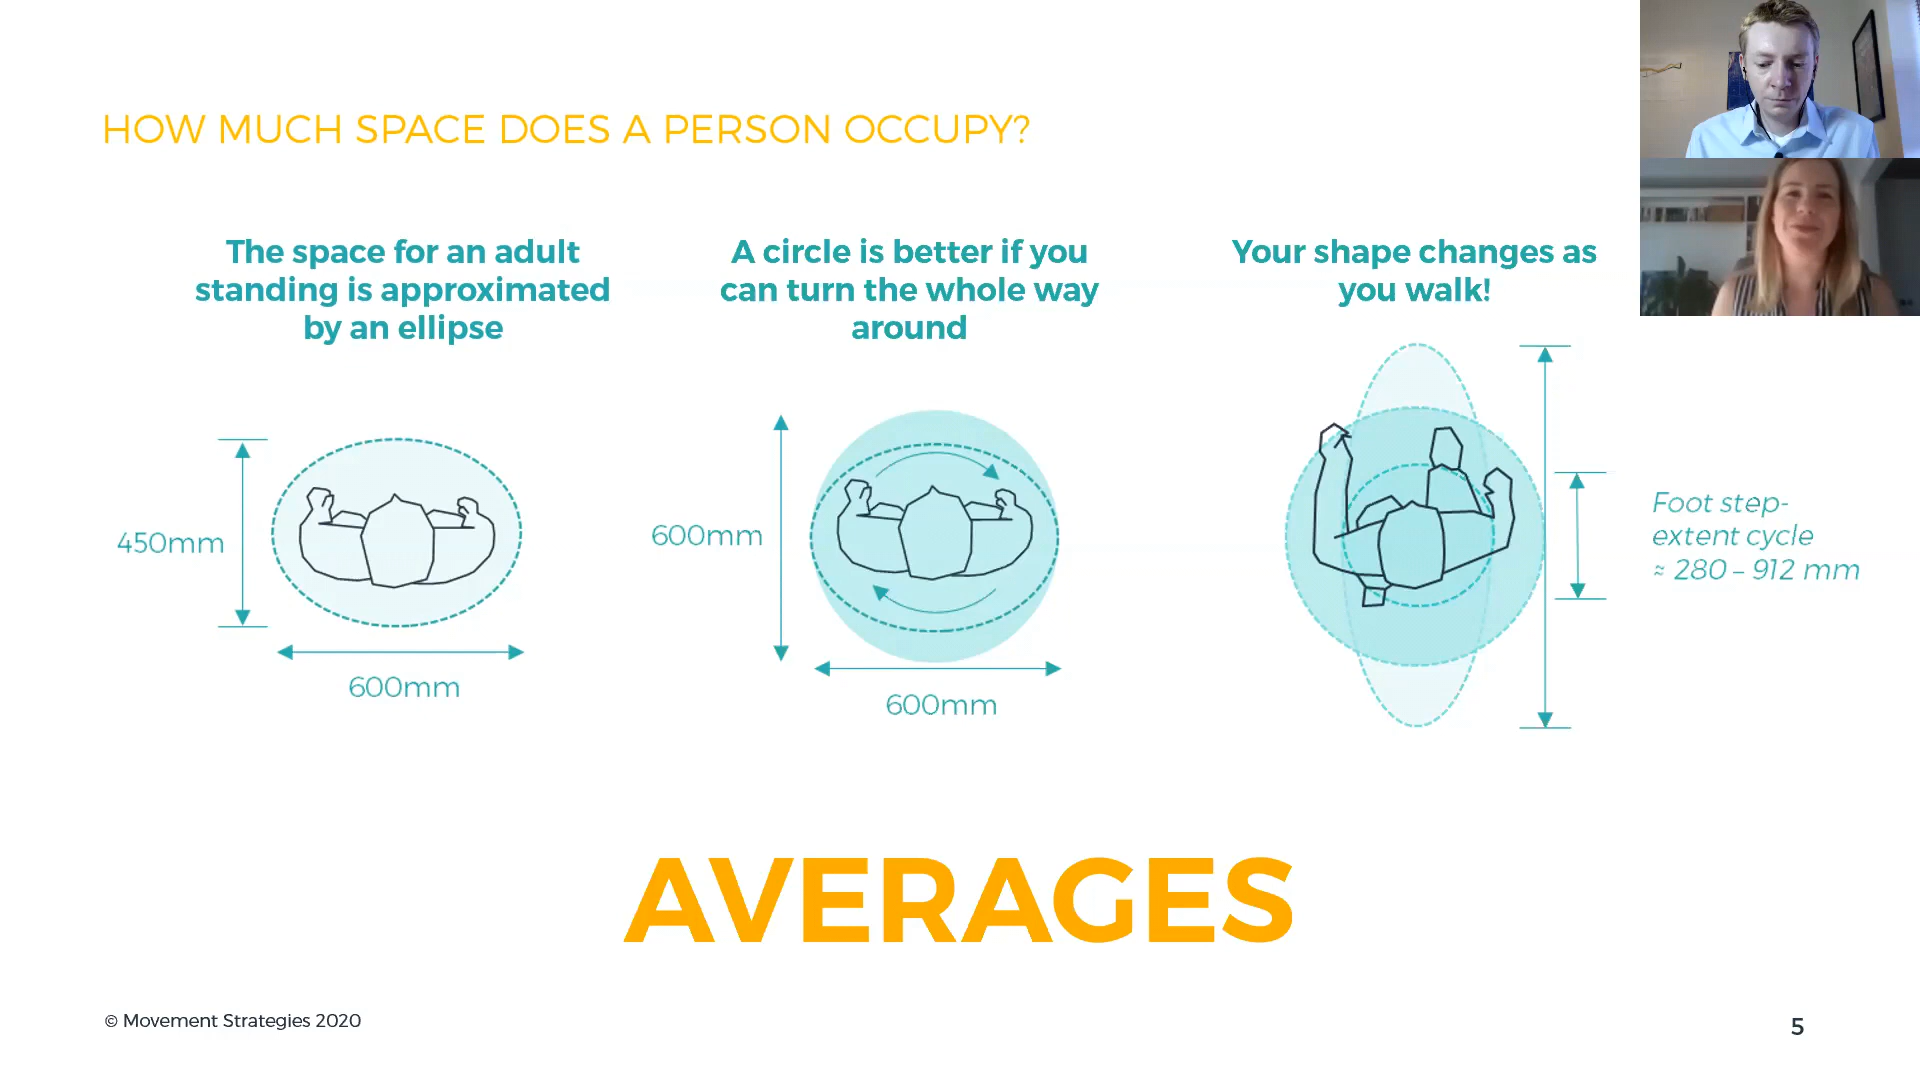 HOW MUCH SPACE DOES A PERSON OCCUPY?
The space for an adult
standing is approximated
by an ellipse
A circle is better if you
can turn the whole way
around
Your shape changes as
you walk!
450mm
600mm
600mm
600mm
Foot step-
extent cycle
≈ 280 – 912 mm
AVERAGES
© Movement Strategies 2020
5